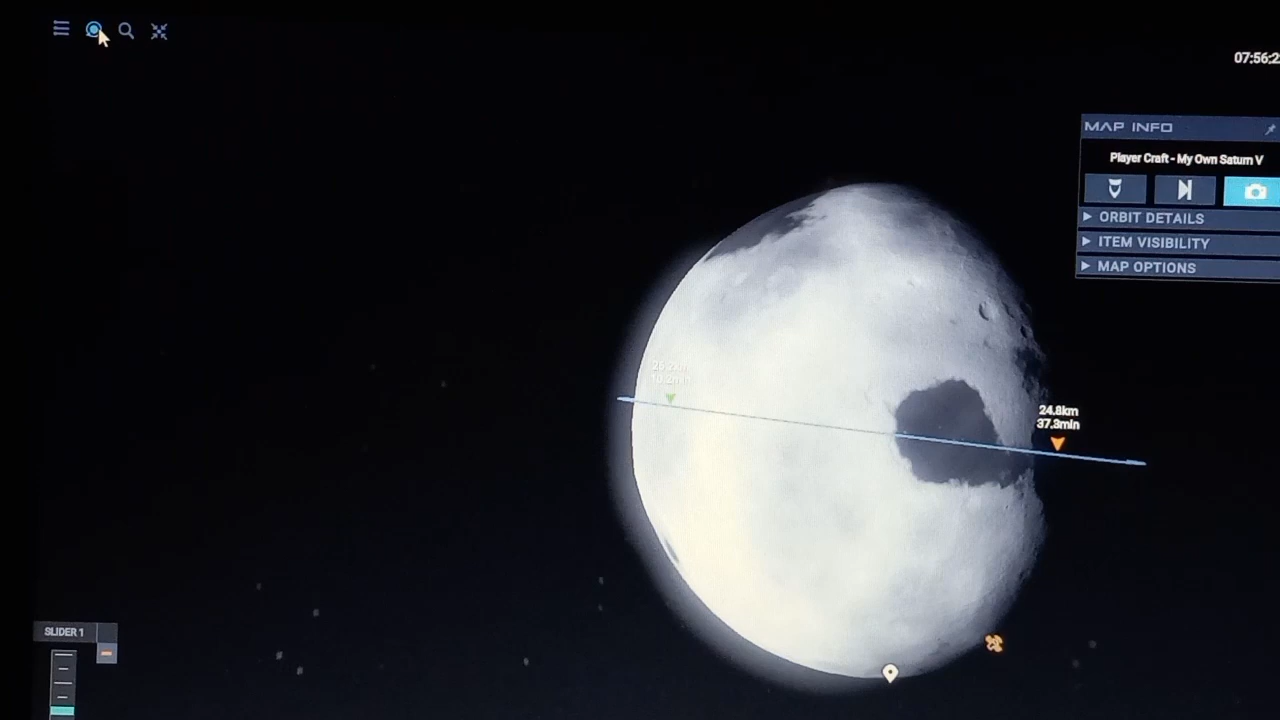 07:56:2
MAP INFO
Player Craft - My Own Saturn V
ORBIT DETAILS
ITEM VISIBILITY
MAP OPTIONS
24.8km
37.3min
SLIDER 1